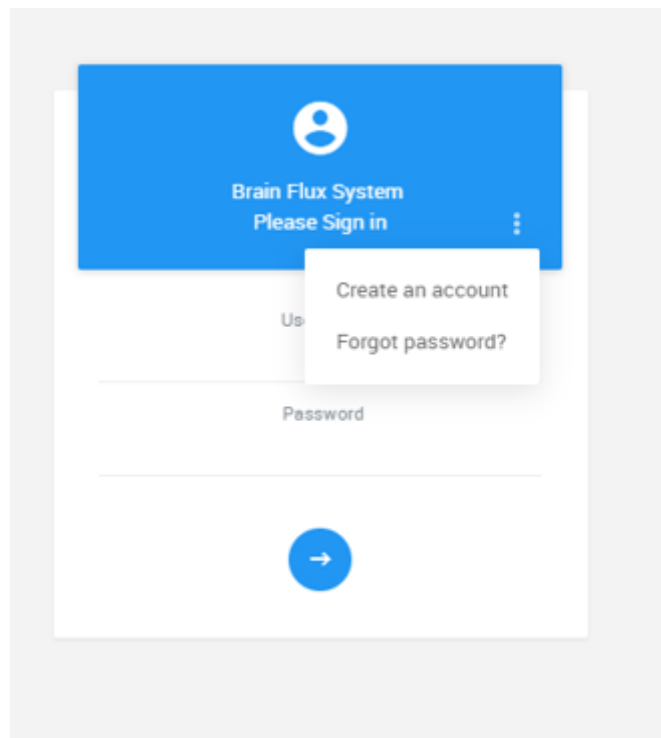 Brain Flux System
Please Sign in
Create an account
Forgot password?
Password